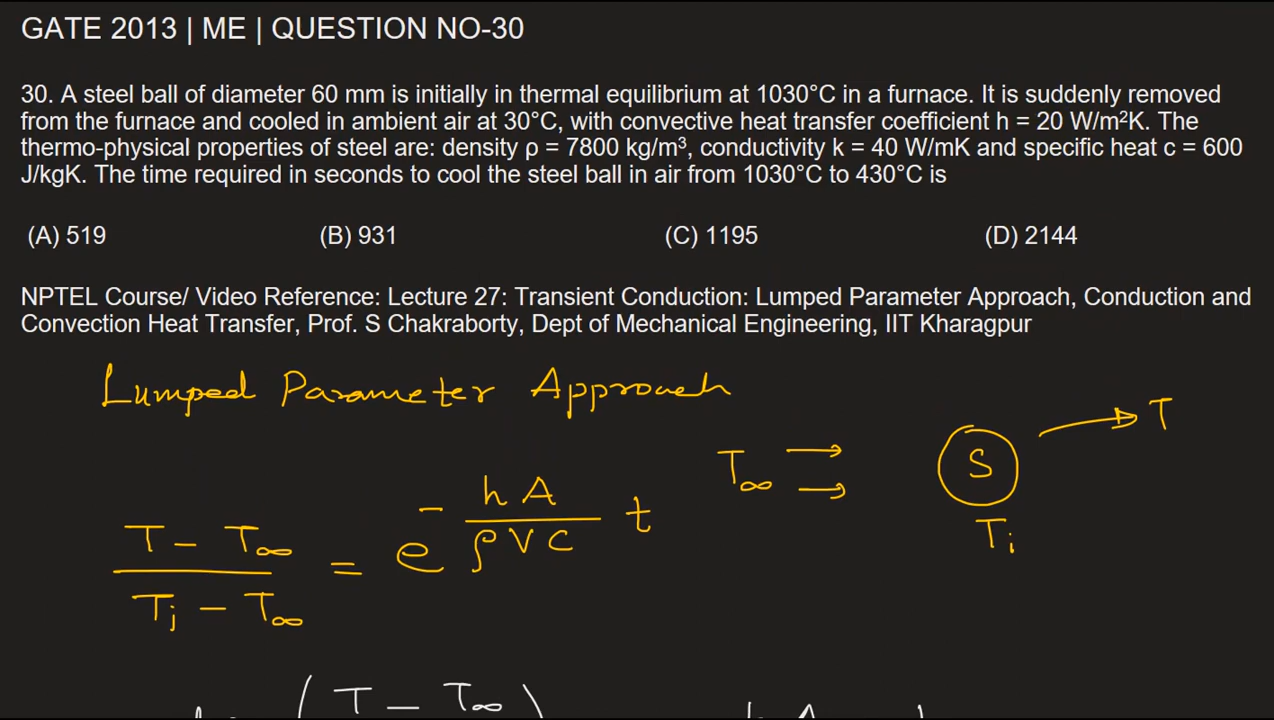 GATE 2013 | ME | QUESTION NO-30
30. A steel ball of diameter 60 mm is initially in thermal equilibrium at 1030°C in a furnace. It is suddenly removed
from the furnace and cooled in ambient air at 30°C, with convective heat transfer coefficient h = 20 W/m²K. The
thermo-physical properties of steel are: density ρ = 7800 kg/m³, conductivity k = 40 W/mK and specific heat c = 600
J/kgK. The time required in seconds to cool the steel ball in air from 1030°C to 430°C is
(A) 519 (B) 931 (C) 1195 (D) 2144
NPTEL Course/ Video Reference: Lecture 27: Transient Conduction: Lumped Parameter Approach, Conduction and
Convection Heat Transfer, Prof. S Chakraborty, Dept of Mechanical Engineering, IIT Kharagpur
Lumped Parameter Approach
T∞ → → S T
Ti
T - T∞ / Ti - T∞ = e^ - hA / ρVC t
( T - T∞ )